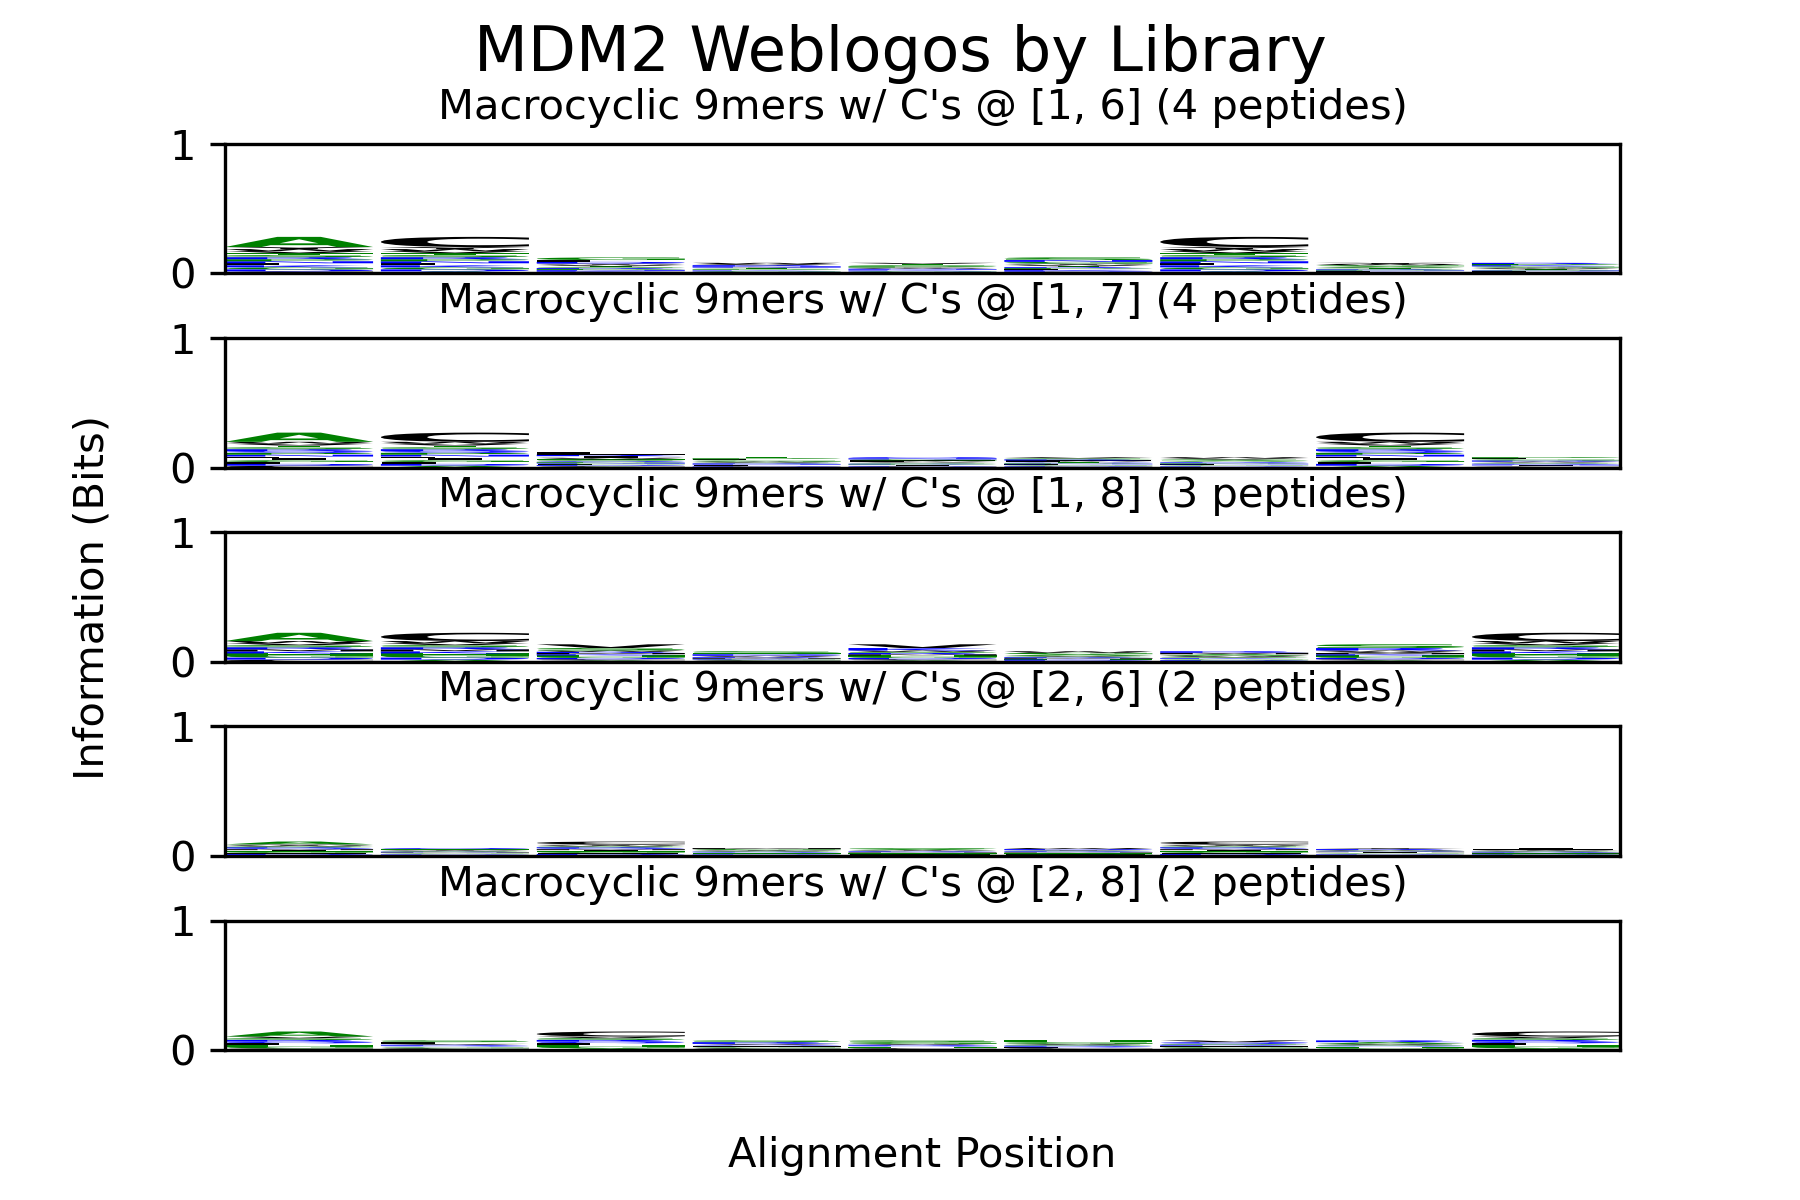 MDM2 Weblogos by Library
Macrocyclic 9mers w/ C's @ [1, 6] (4 peptides)
1
0
Macrocyclic 9mers w/ C's @ [1, 7] (4 peptides)
1
0
Macrocyclic 9mers w/ C's @ [1, 8] (3 peptides)
1
0
Macrocyclic 9mers w/ C's @ [2, 6] (2 peptides)
1
0
Macrocyclic 9mers w/ C's @ [2, 8] (2 peptides)
1
0
Information (Bits)
Alignment Position